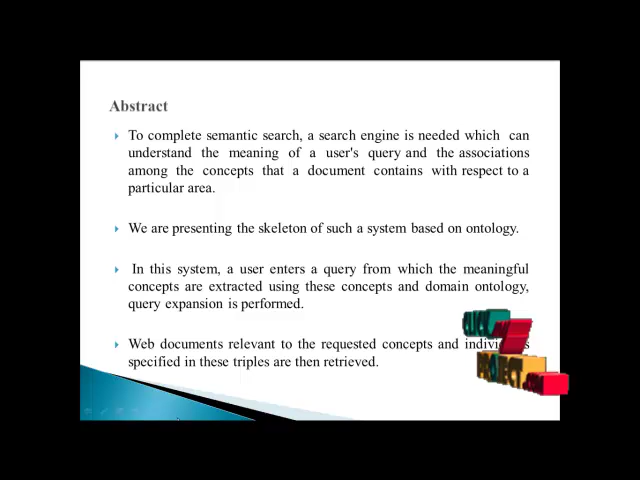 Abstract
To complete semantic search, a search engine is needed which can
understand the meaning of a user's query and the associations
among the concepts that a document contains with respect to a
particular area.
We are presenting the skeleton of such a system based on ontology.
In this system, a user enters a query from which the meaningful
concepts are extracted using these concepts and domain ontology,
query expansion is performed.
Web documents relevant to the requested concepts and
specified in these triples are then retrieved.